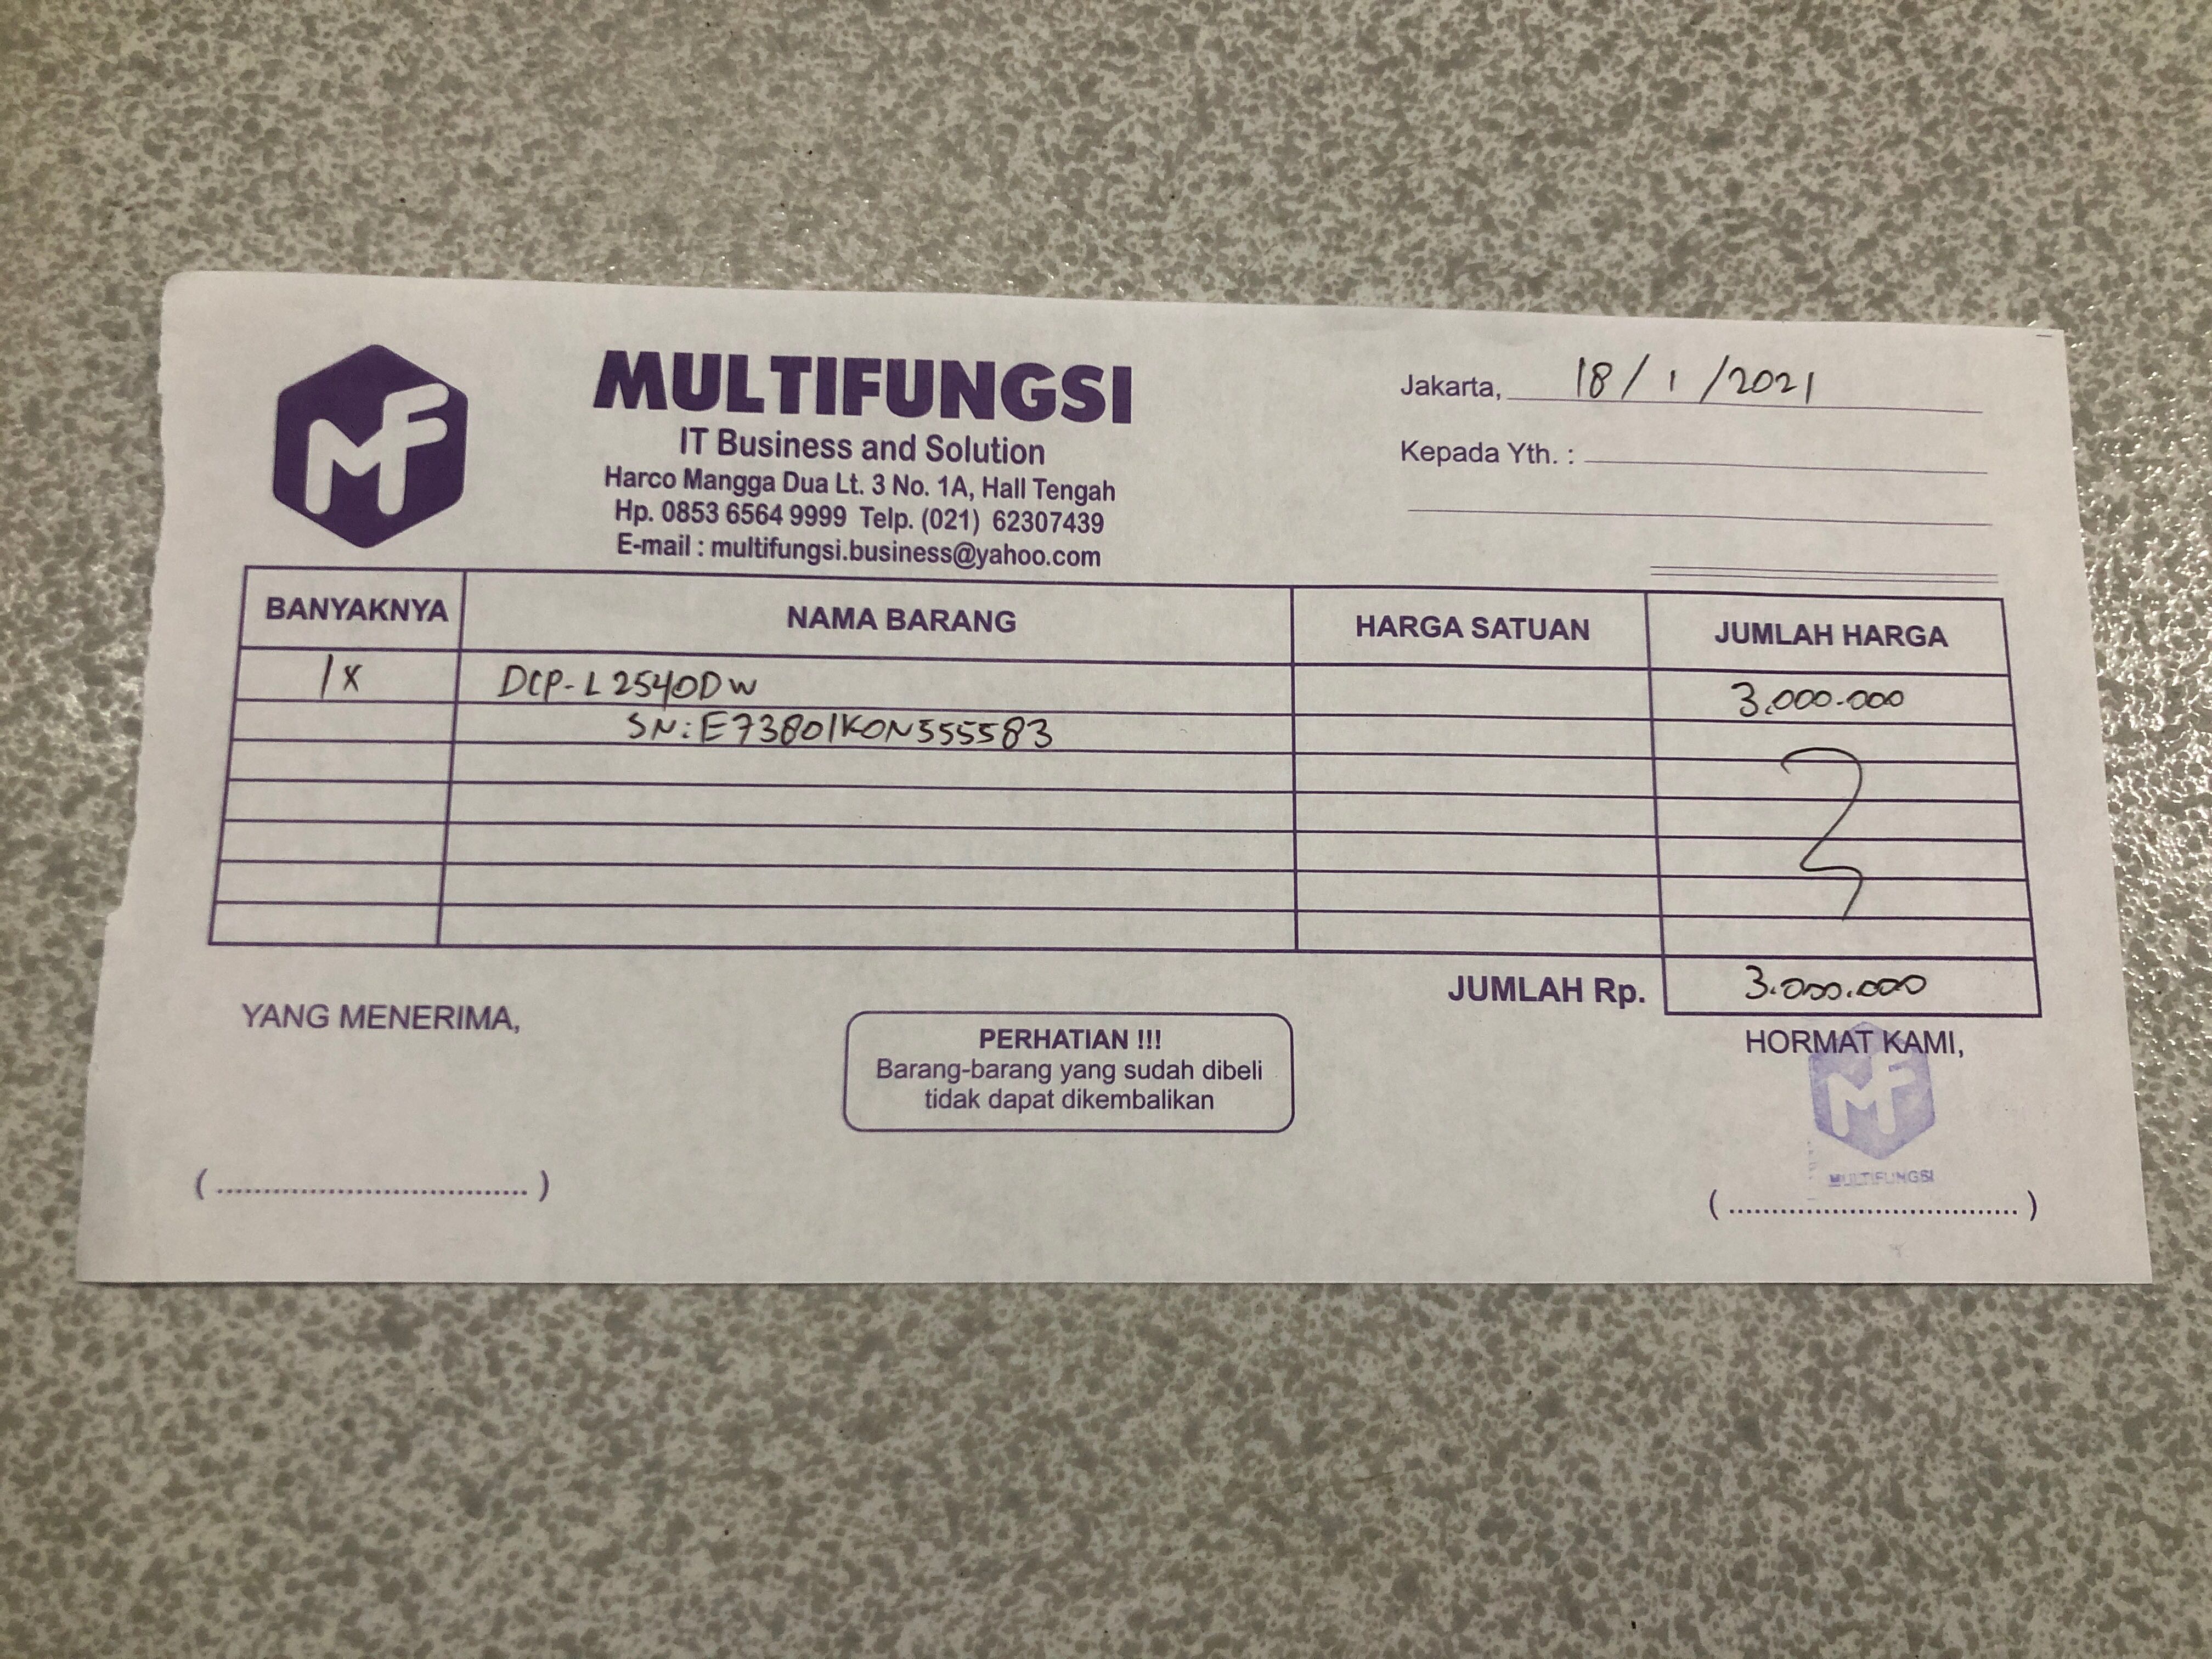 MF
MULTIFUNGSI
IT Business and Solution
Harco Mangga Dua Lt. 3 No. 1A, Hall Tengah
Hp. 0853 6564 9999 Telp. (021) 62307439
E-mail : multifungsi.business@yahoo.com
Jakarta, 18 / 1 / 2021
Kepada Yth. :
BANYAKNYA NAMA BARANG HARGA SATUAN JUMLAH HARGA
1x DCP-L2540DW 3.000.000
SN: E73801K0N555583
JUMLAH Rp. 3.000.000
YANG MENERIMA,
PERHATIAN !!!
Barang-barang yang sudah dibeli
tidak dapat dikembalikan
HORMAT KAMI,
MF
MULTIFUNGSI
(..................................)
(..................................)